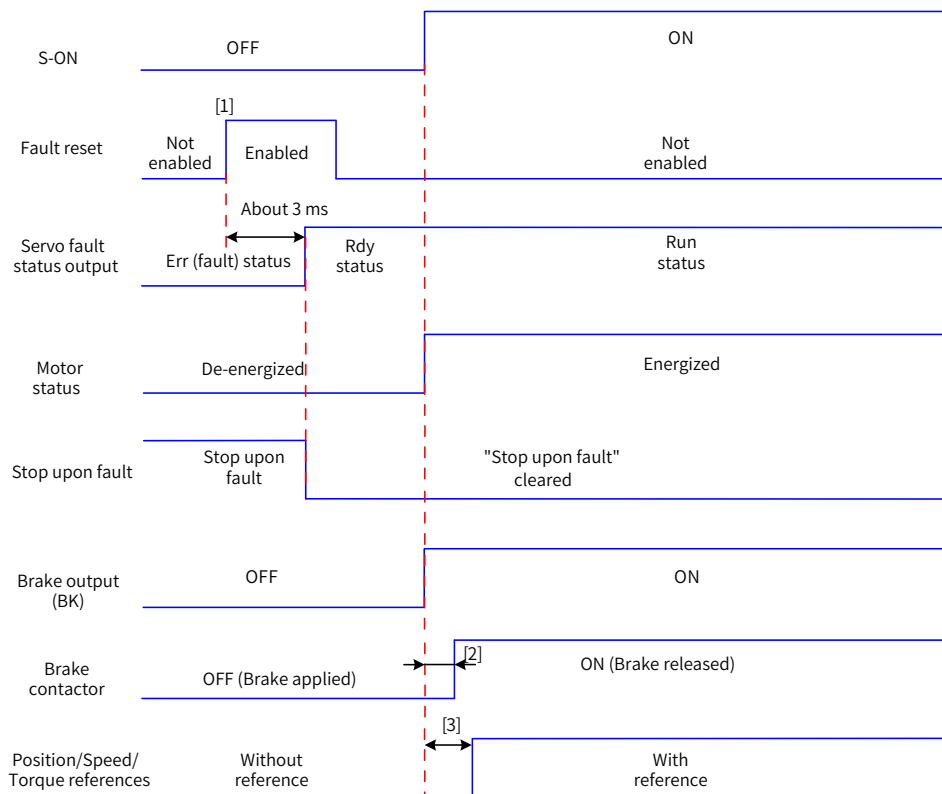 S-ON
OFF
ON
[1]
Fault reset
Not
enabled
Enabled
Not
enabled
About 3 ms
Servo fault
status output
Err (fault) status
Rdy
status
Run
status
Motor
status
De-energized
Energized
Stop upon fault
Stop upon
fault
"Stop upon fault"
cleared
Brake output
(BK)
OFF
ON
Brake
contactor
OFF (Brake applied)
[2]
ON (Brake released)
[3]
Position/Speed/
Torque references
Without
reference
With
reference